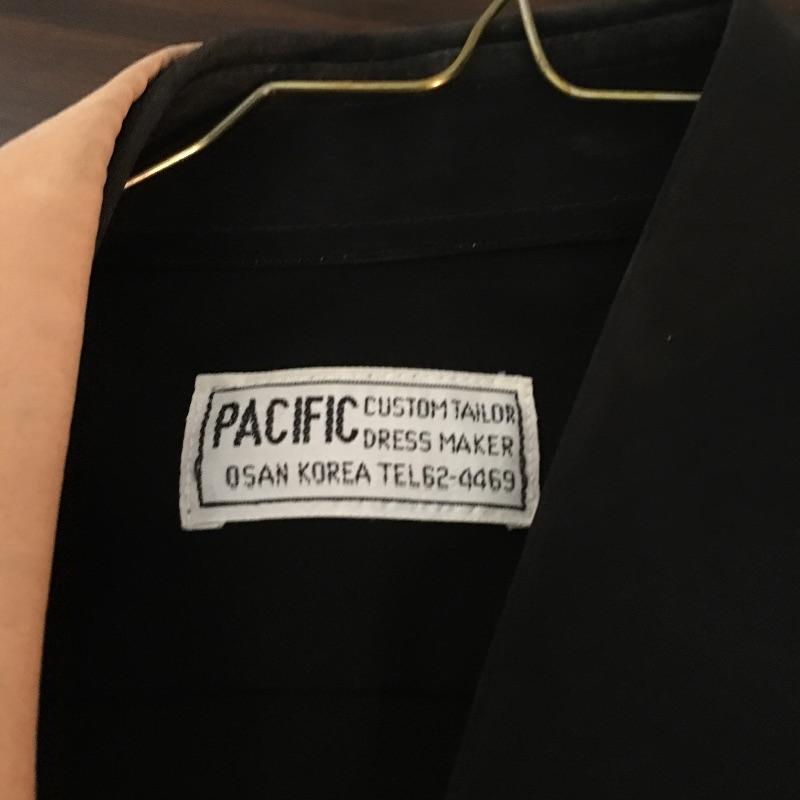 PACIFIC CUSTOM TAILOR
DRESS MAKER
OSAN KOREA TEL62-4469